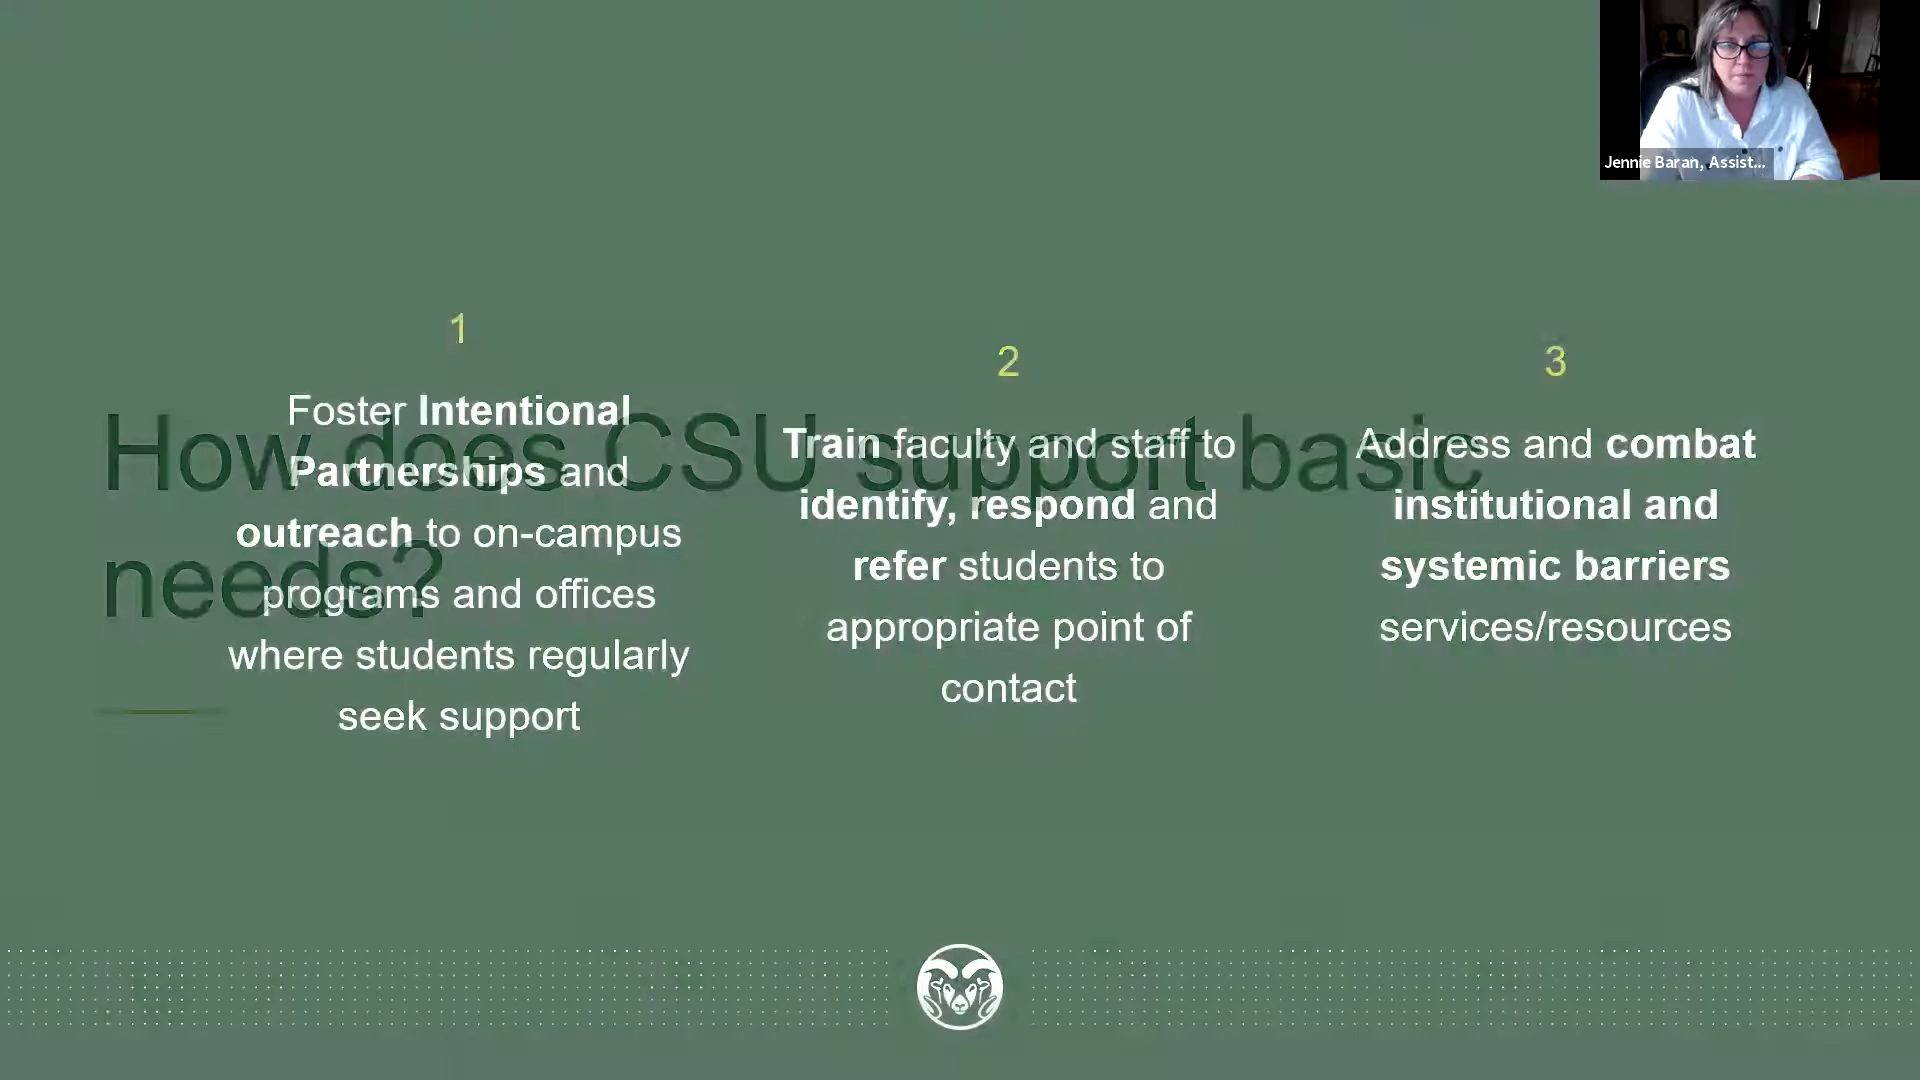 Jennie Baran, Assist...
How does CSU support basic
needs?
1
Foster Intentional
Partnerships and
outreach to on-campus
programs and offices
where students regularly
seek support
2
Train faculty and staff to
identify, respond and
refer students to
appropriate point of
contact
3
Address and combat
institutional and
systemic barriers
services/resources